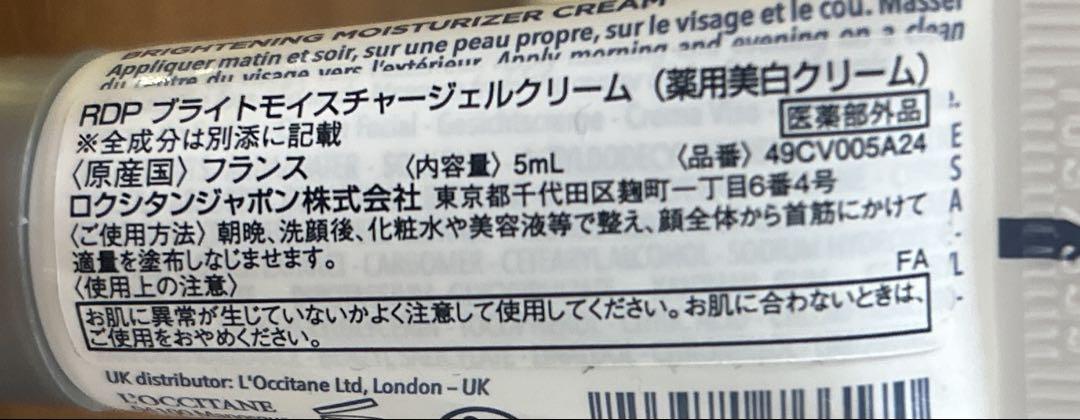 BRIGHTENING MOISTURIZER CREAM
Appliquer matin et soir, sur une peau propre, sur le visage et le cou. Masser
du centre du visage vers l'extérieur. Apply morning and evening on a clean
RDP ブライトモイスチャージェルクリーム（薬用美白クリーム）
※全成分は別添に記載 医薬部外品
〈原産国〉フランス 〈内容量〉5mL 〈品番〉49CV005A24
ロクシタンジャポン株式会社 東京都千代田区麹町一丁目6番4号
〈ご使用方法〉朝晩、洗顔後、化粧水や美容液等で整え、顔全体から首筋にかけて
適量を塗布しなじませます。
FA
〈使用上の注意〉
お肌に異常が生じていないかよく注意して使用してください。お肌に合わないときは、
ご使用をおやめください。
UK distributor: L'Occitane Ltd, London – UK
L'OCCITANE